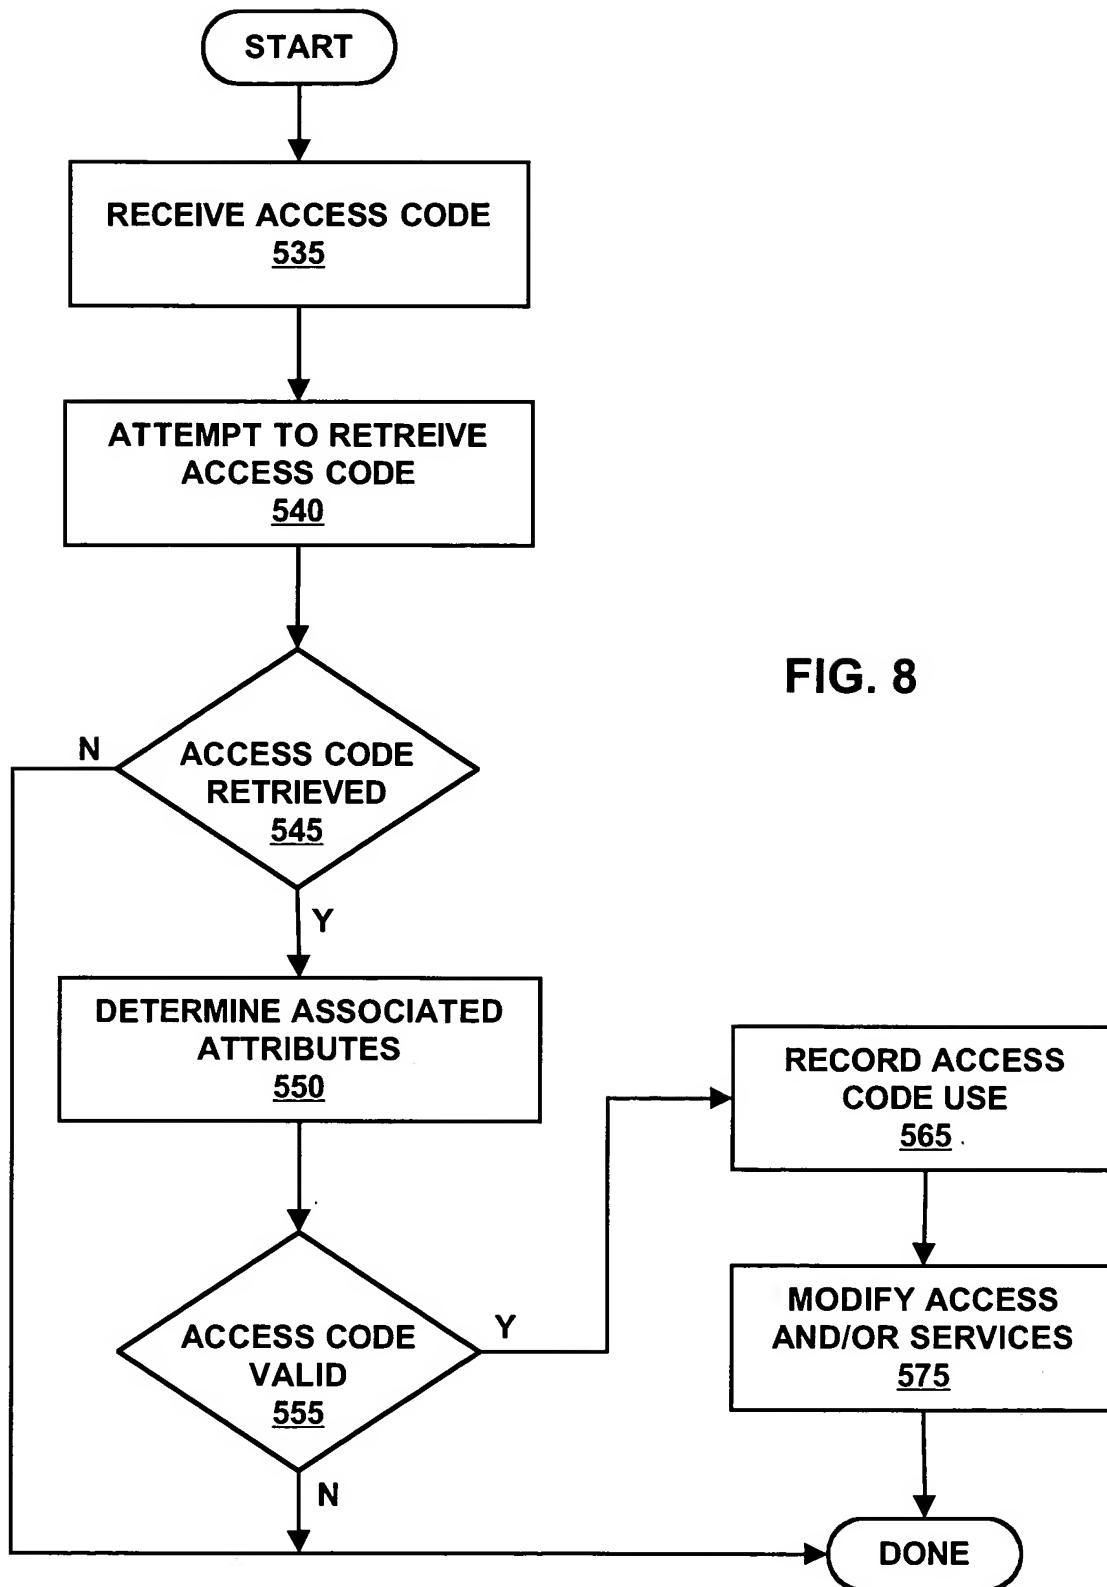 START
RECEIVE ACCESS CODE
535
ATTEMPT TO RETREIVE
ACCESS CODE
540
FIG. 8
N
ACCESS CODE
RETRIEVED
545
Y
DETERMINE ASSOCIATED
ATTRIBUTES
550
RECORD ACCESS
CODE USE
565
Y
ACCESS CODE
VALID
555
MODIFY ACCESS
AND/OR SERVICES
575
N
DONE